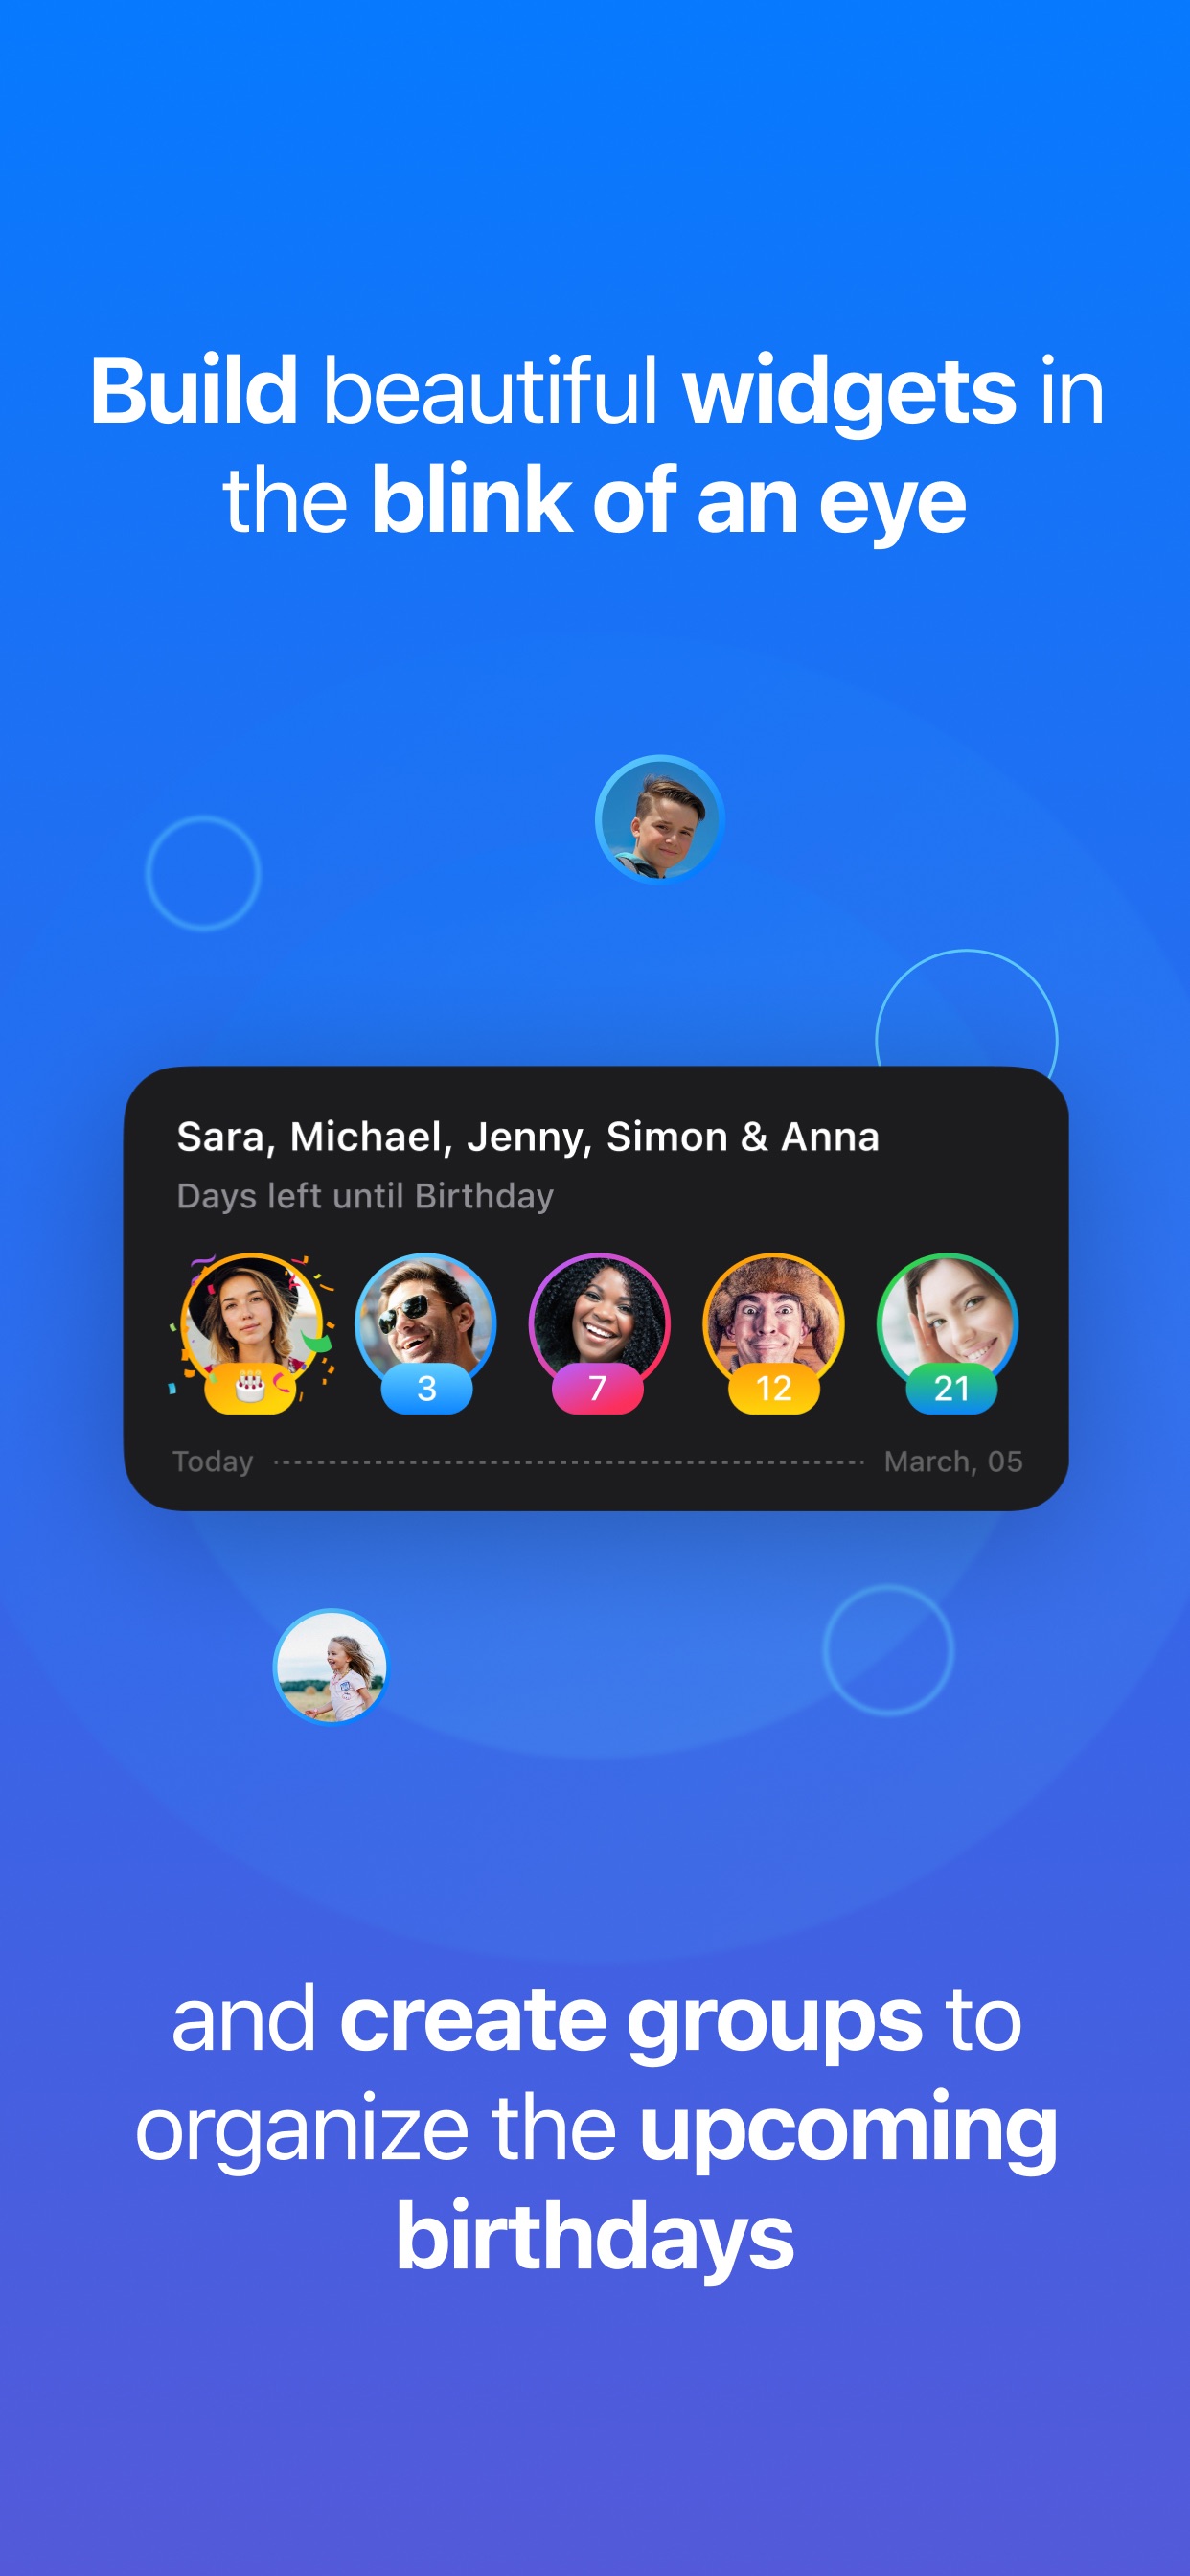 Build beautiful widgets in
the blink of an eye
Sara, Michael, Jenny, Simon & Anna
Days left until Birthday
3 7 12 21
Today March, 05
and create groups to
organize the upcoming
birthdays